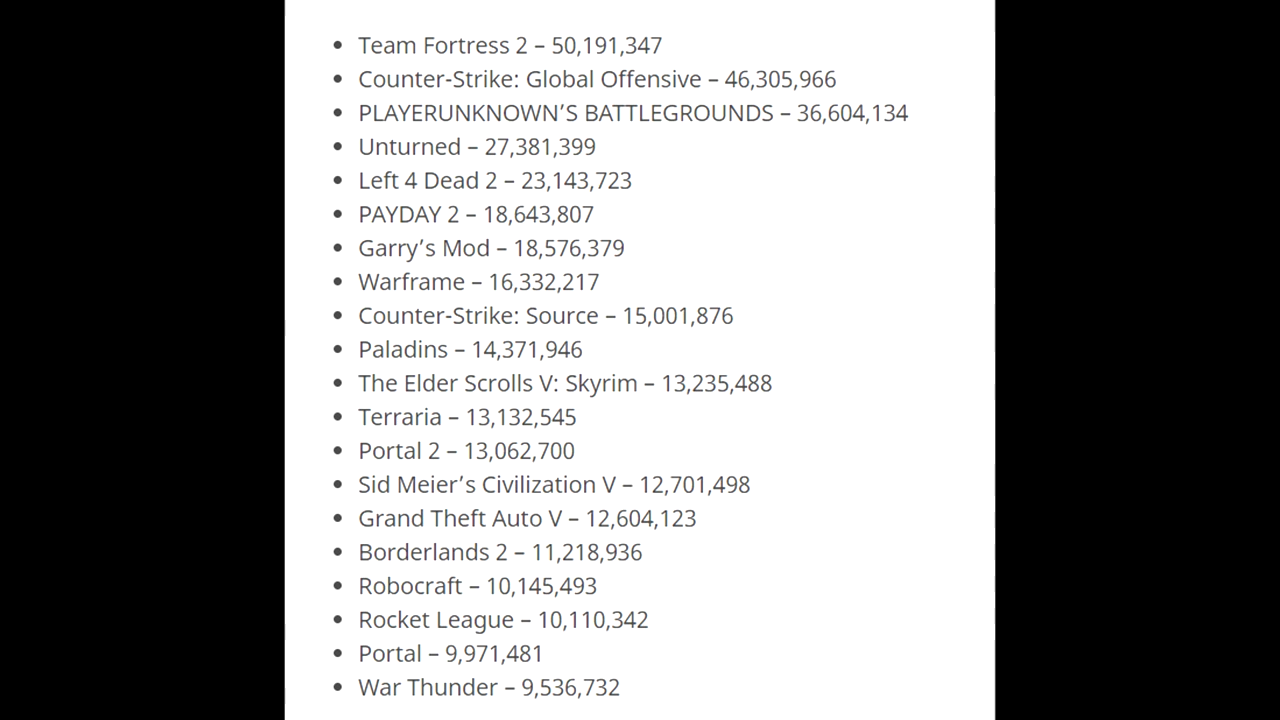 • Team Fortress 2 – 50,191,347
• Counter-Strike: Global Offensive – 46,305,966
• PLAYERUNKNOWN’S BATTLEGROUNDS – 36,604,134
• Unturned – 27,381,399
• Left 4 Dead 2 – 23,143,723
• PAYDAY 2 – 18,643,807
• Garry’s Mod – 18,576,379
• Warframe – 16,332,217
• Counter-Strike: Source – 15,001,876
• Paladins – 14,371,946
• The Elder Scrolls V: Skyrim – 13,235,488
• Terraria – 13,132,545
• Portal 2 – 13,062,700
• Sid Meier’s Civilization V – 12,701,498
• Grand Theft Auto V – 12,604,123
• Borderlands 2 – 11,218,936
• Robocraft – 10,145,493
• Rocket League – 10,110,342
• Portal – 9,971,481
• War Thunder – 9,536,732